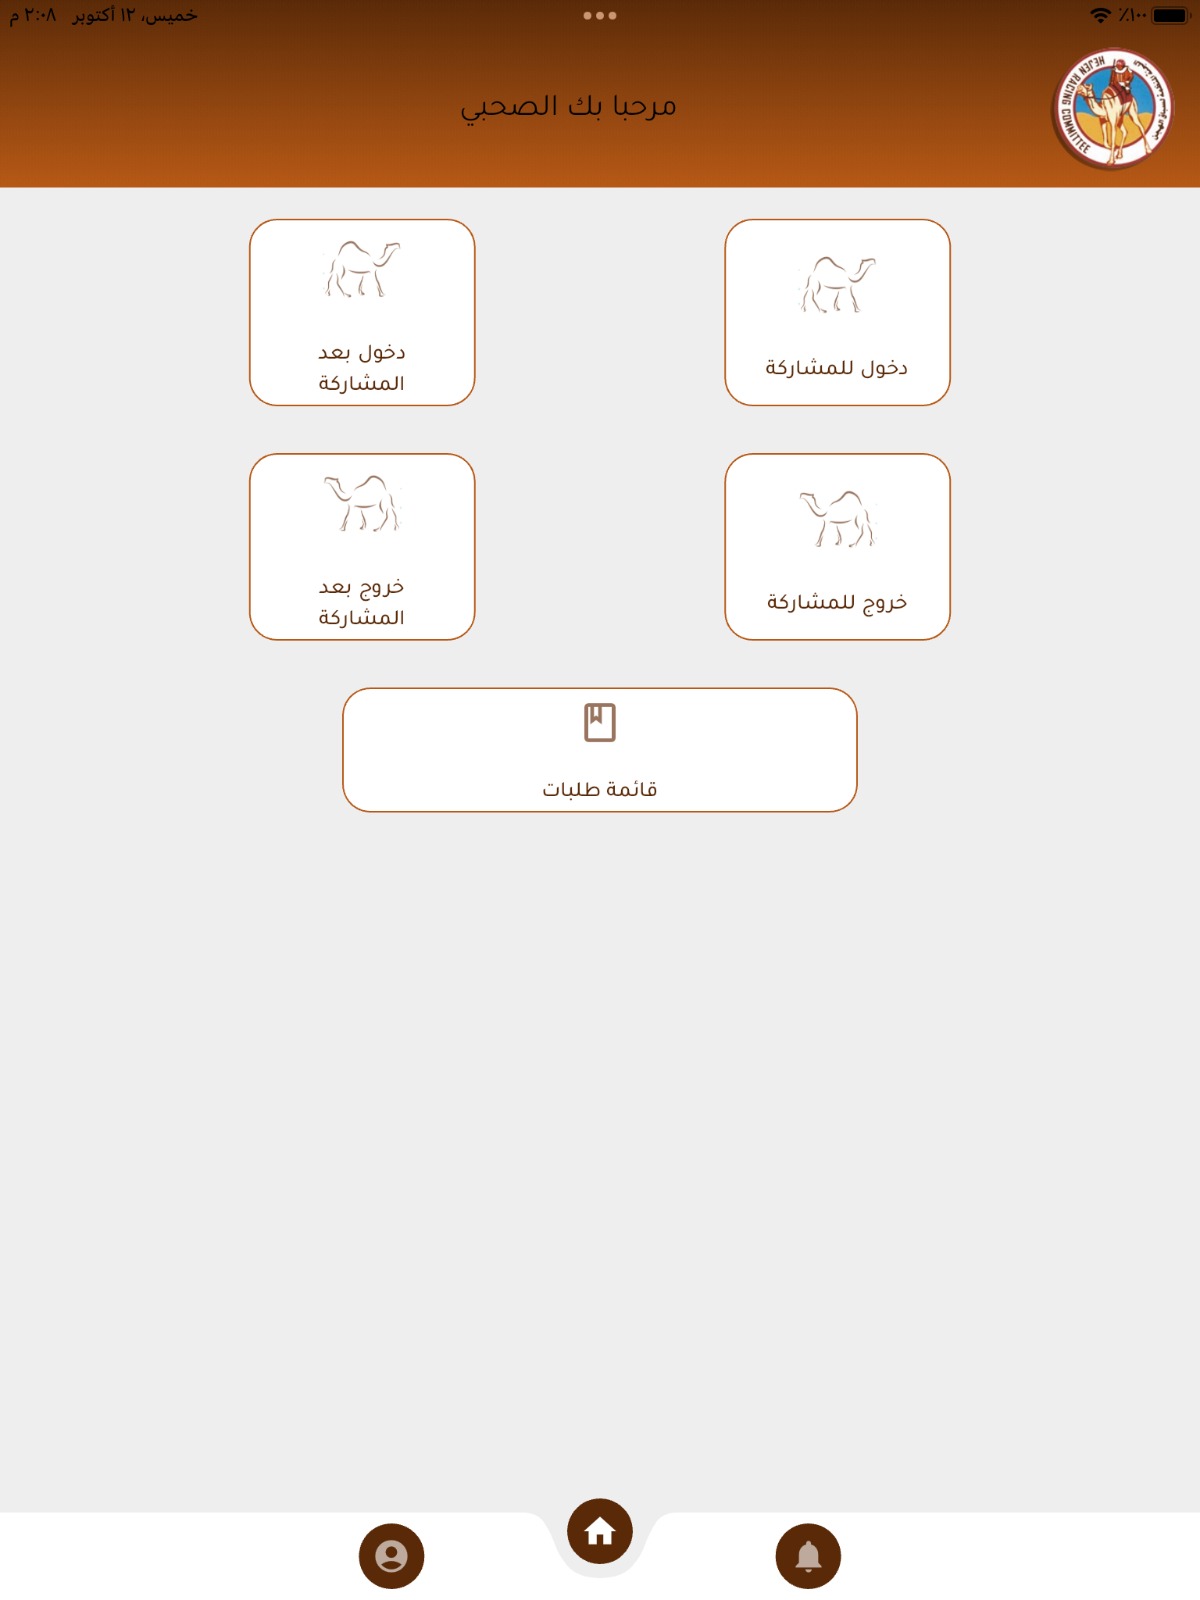 خميس، ١٢ أكتوبر ٢:٠٨ م
٪١٠٠
مرحبا بك الصحبي
HEJEN RACING COMMITTEE
دخول للمشاركة
دخول بعد
المشاركة
خروج للمشاركة
خروج بعد
المشاركة
قائمة طلبات